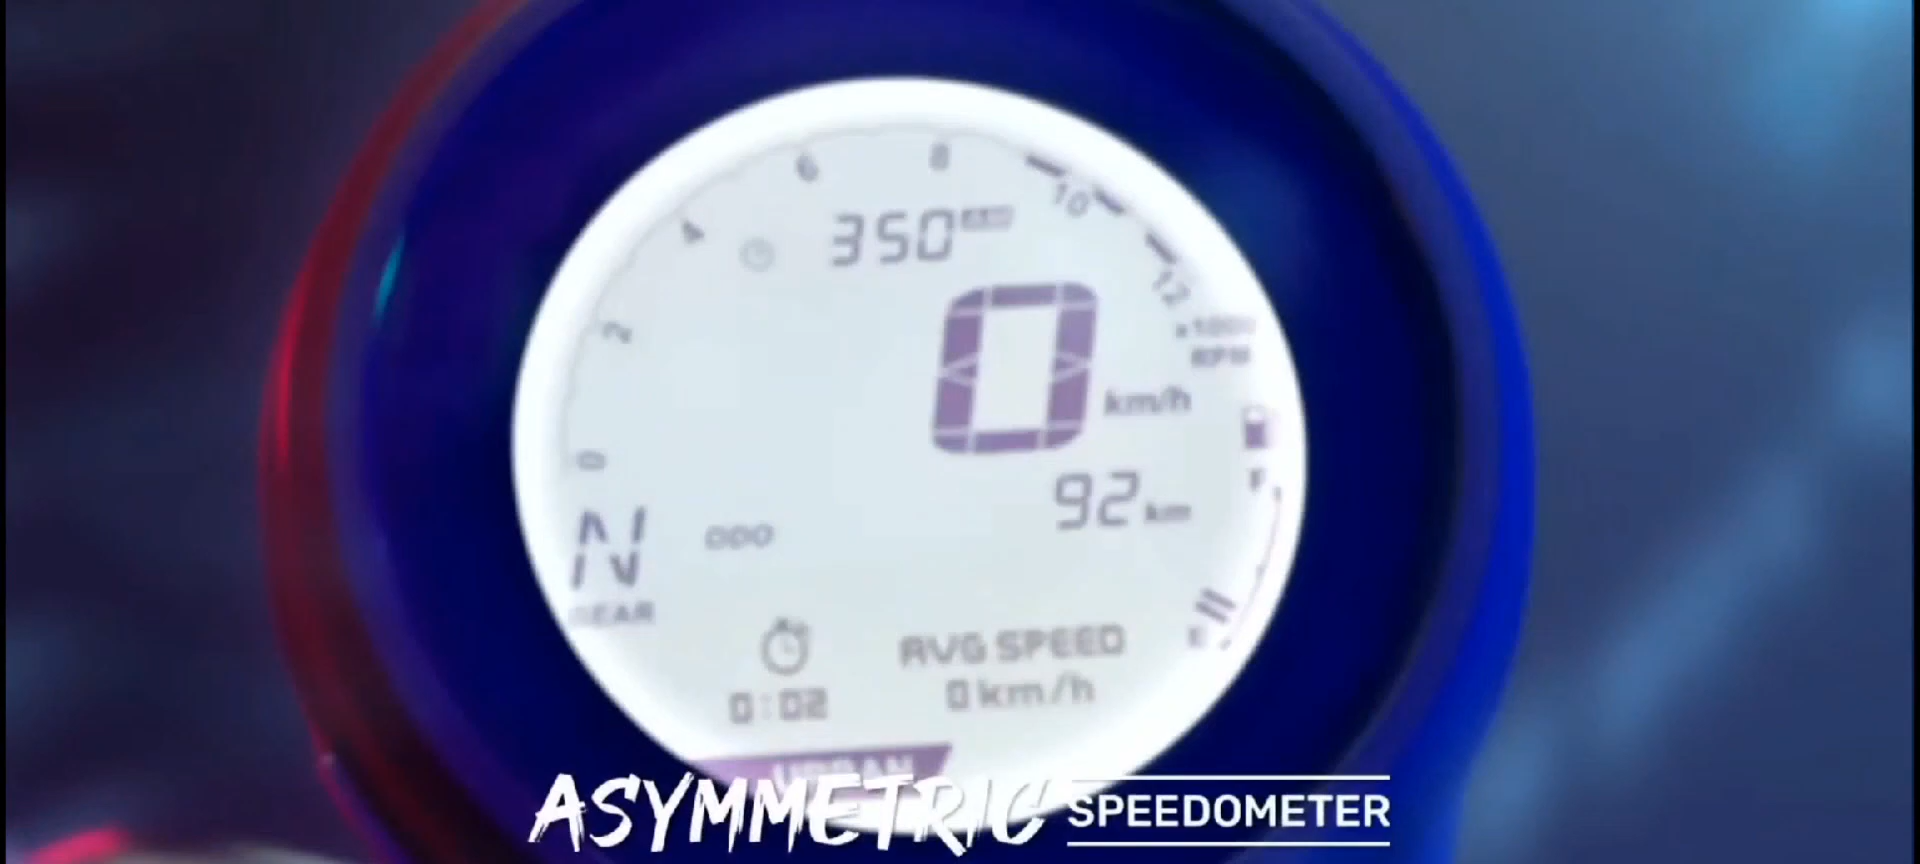 6 8 10 12
4
2
0
350
0 km/h
x1000
RPM
92 km
F
ODO
N
GEAR
E
AVG SPEED
0:02
0 km/h
URBAN
ASYMMETRIC SPEEDOMETER